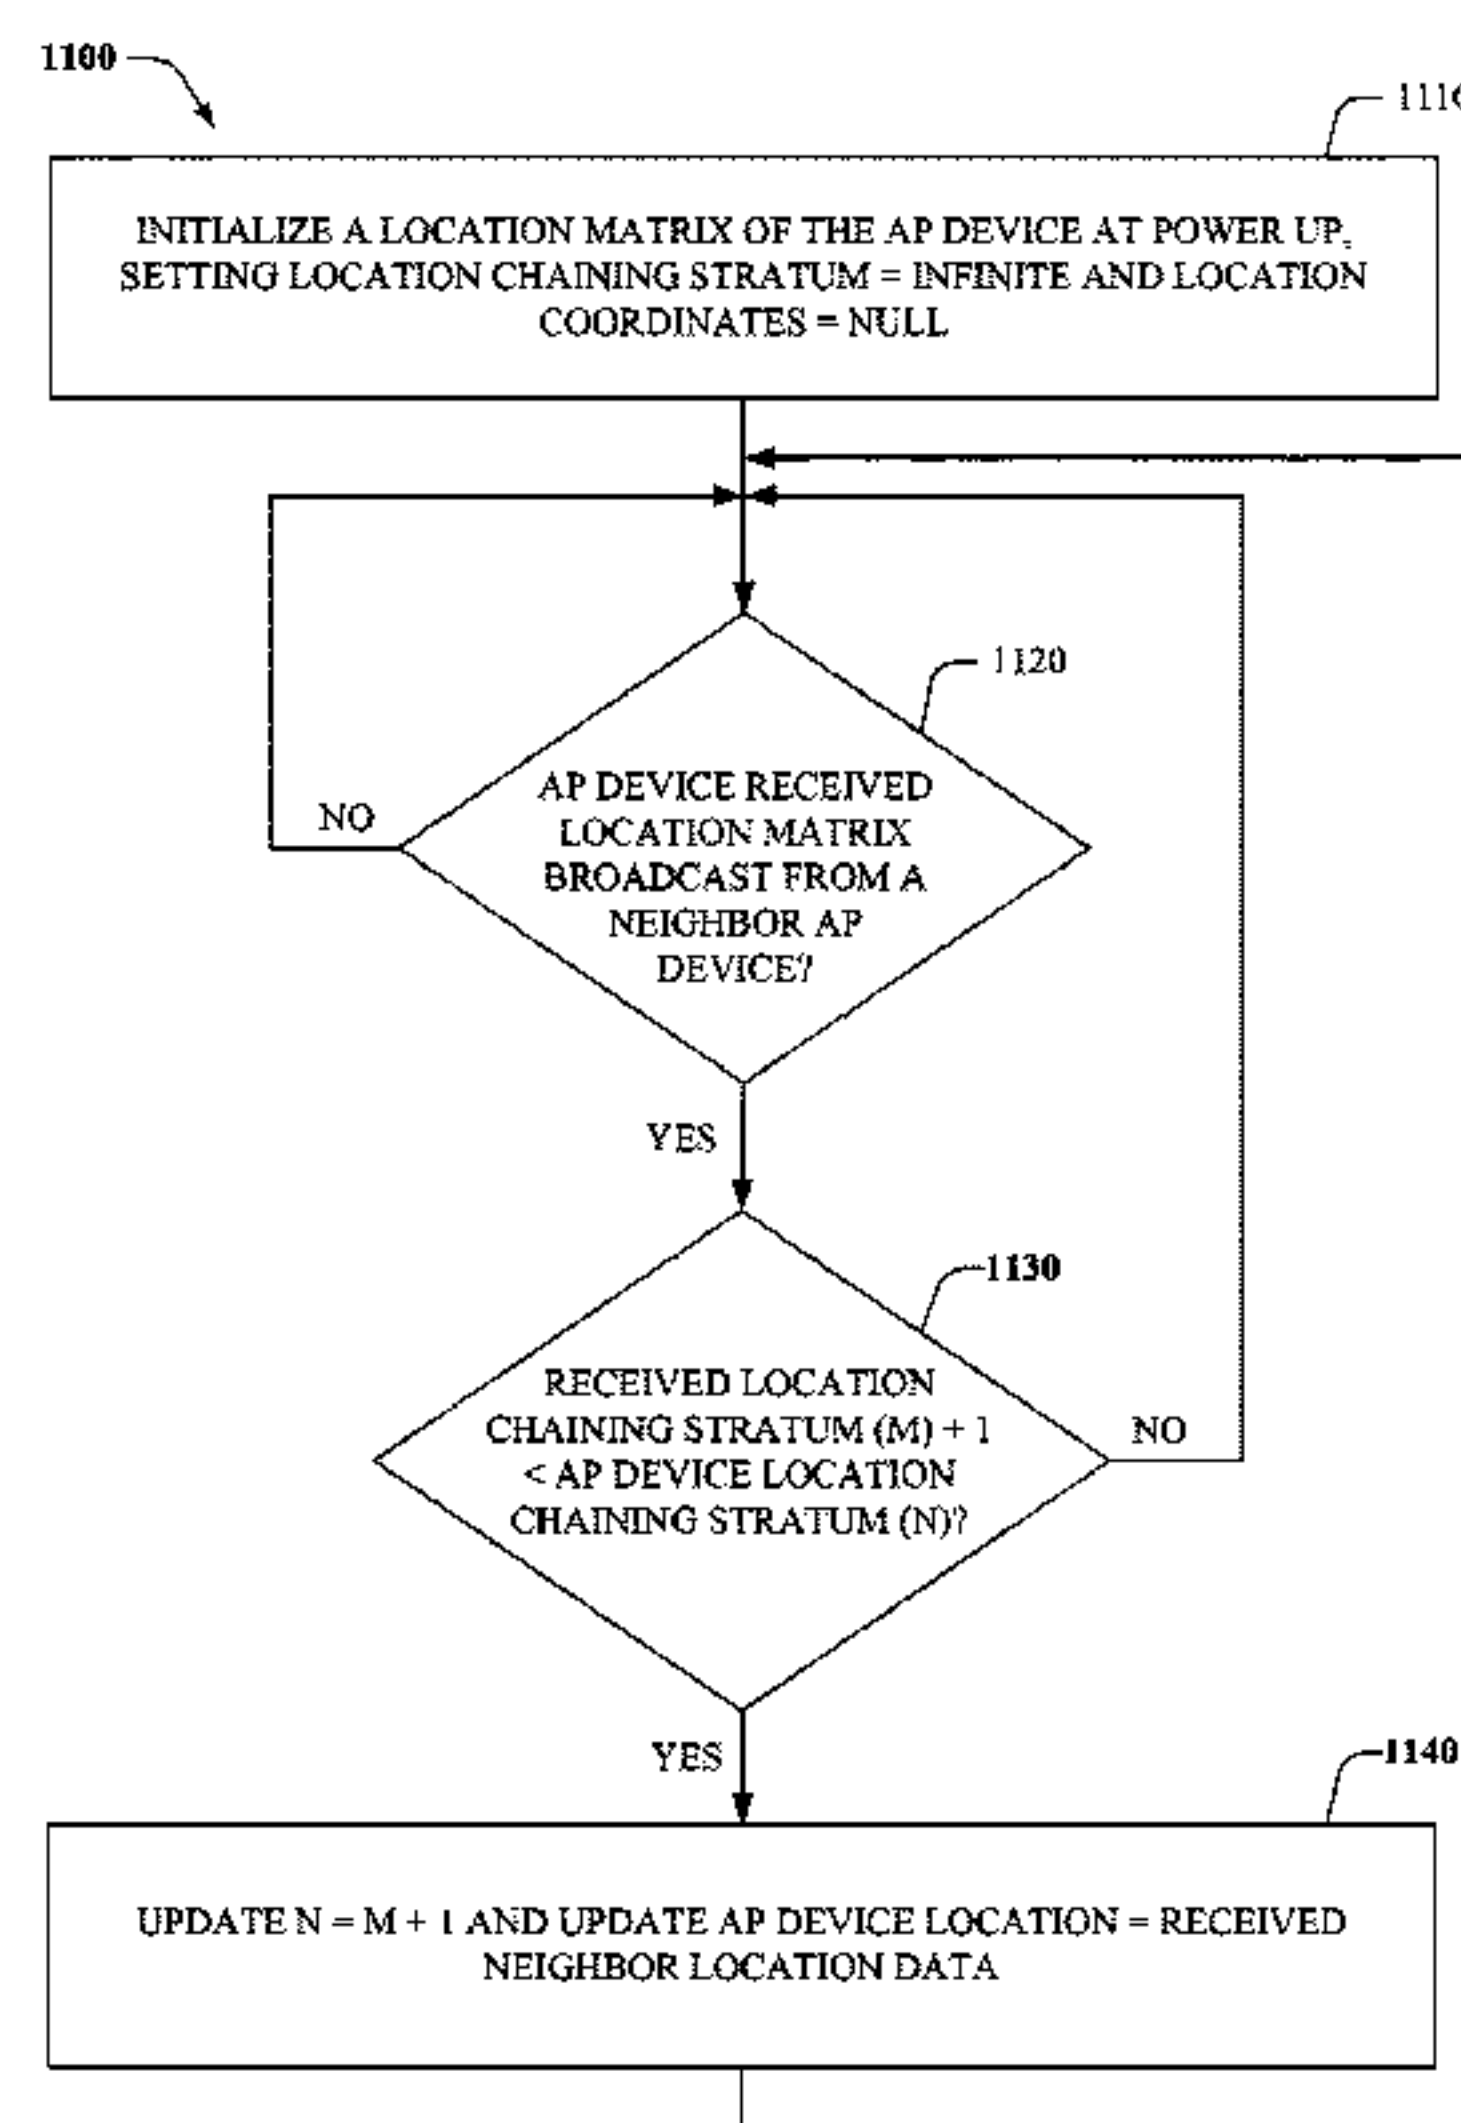 1100
INITIALIZE A LOCATION MATRIX OF THE AP DEVICE AT POWER UP,
SETTING LOCATION CHAINING STRATUM = INFINITE AND LOCATION
COORDINATES = NULL
1120
AP DEVICE RECEIVED
LOCATION MATRIX
BROADCAST FROM A
NEIGHBOR AP
DEVICE?
NO
YES
1130
RECEIVED LOCATION
CHAINING STRATUM (M) + 1
< AP DEVICE LOCATION
CHAINING STRATUM (N)?
NO
YES
1140
UPDATE N = M + 1 AND UPDATE AP DEVICE LOCATION = RECEIVED
NEIGHBOR LOCATION DATA